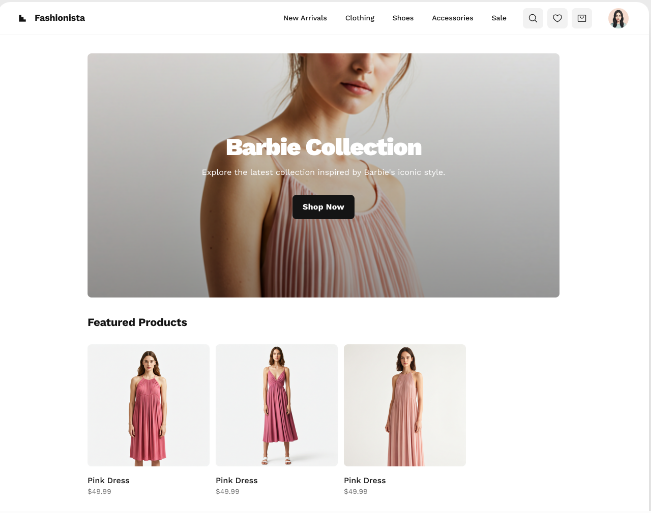 Fashionista
New Arrivals Clothing Shoes Accessories Sale
Barbie Collection
Explore the latest collection inspired by Barbie's iconic style.
Shop Now
Featured Products
Pink Dress Pink Dress Pink Dress
$49.99 $49.99 $49.99